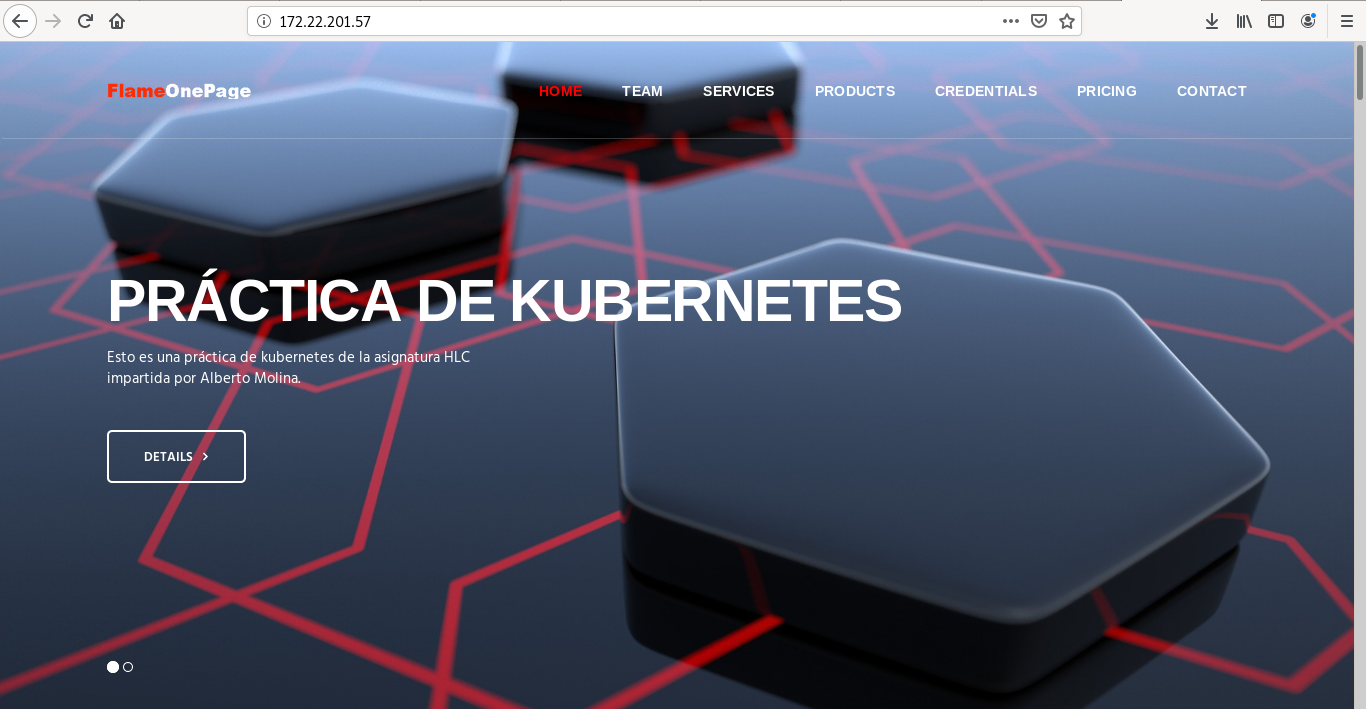 172.22.201.57
FlameOnePage
HOME TEAM SERVICES PRODUCTS CREDENTIALS PRICING CONTACT
PRÁCTICA DE KUBERNETES
Esto es una práctica de kubernetes de la asignatura HLC
impartida por Alberto Molina.
DETAILS